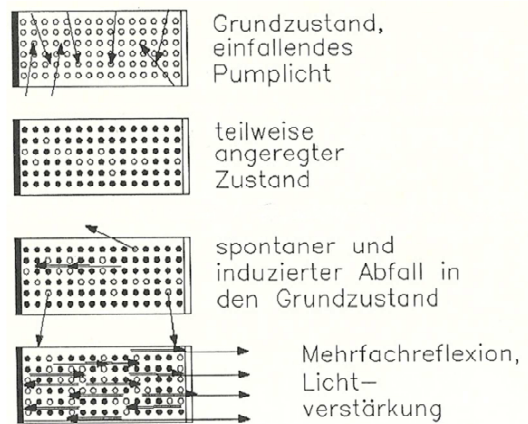 Grundzustand,
einfallendes
Pumplicht
teilweise
angeregter
Zustand
spontaner und
induzierter Abfall in
den Grundzustand
Mehrfachreflexion,
Licht–
verstärkung